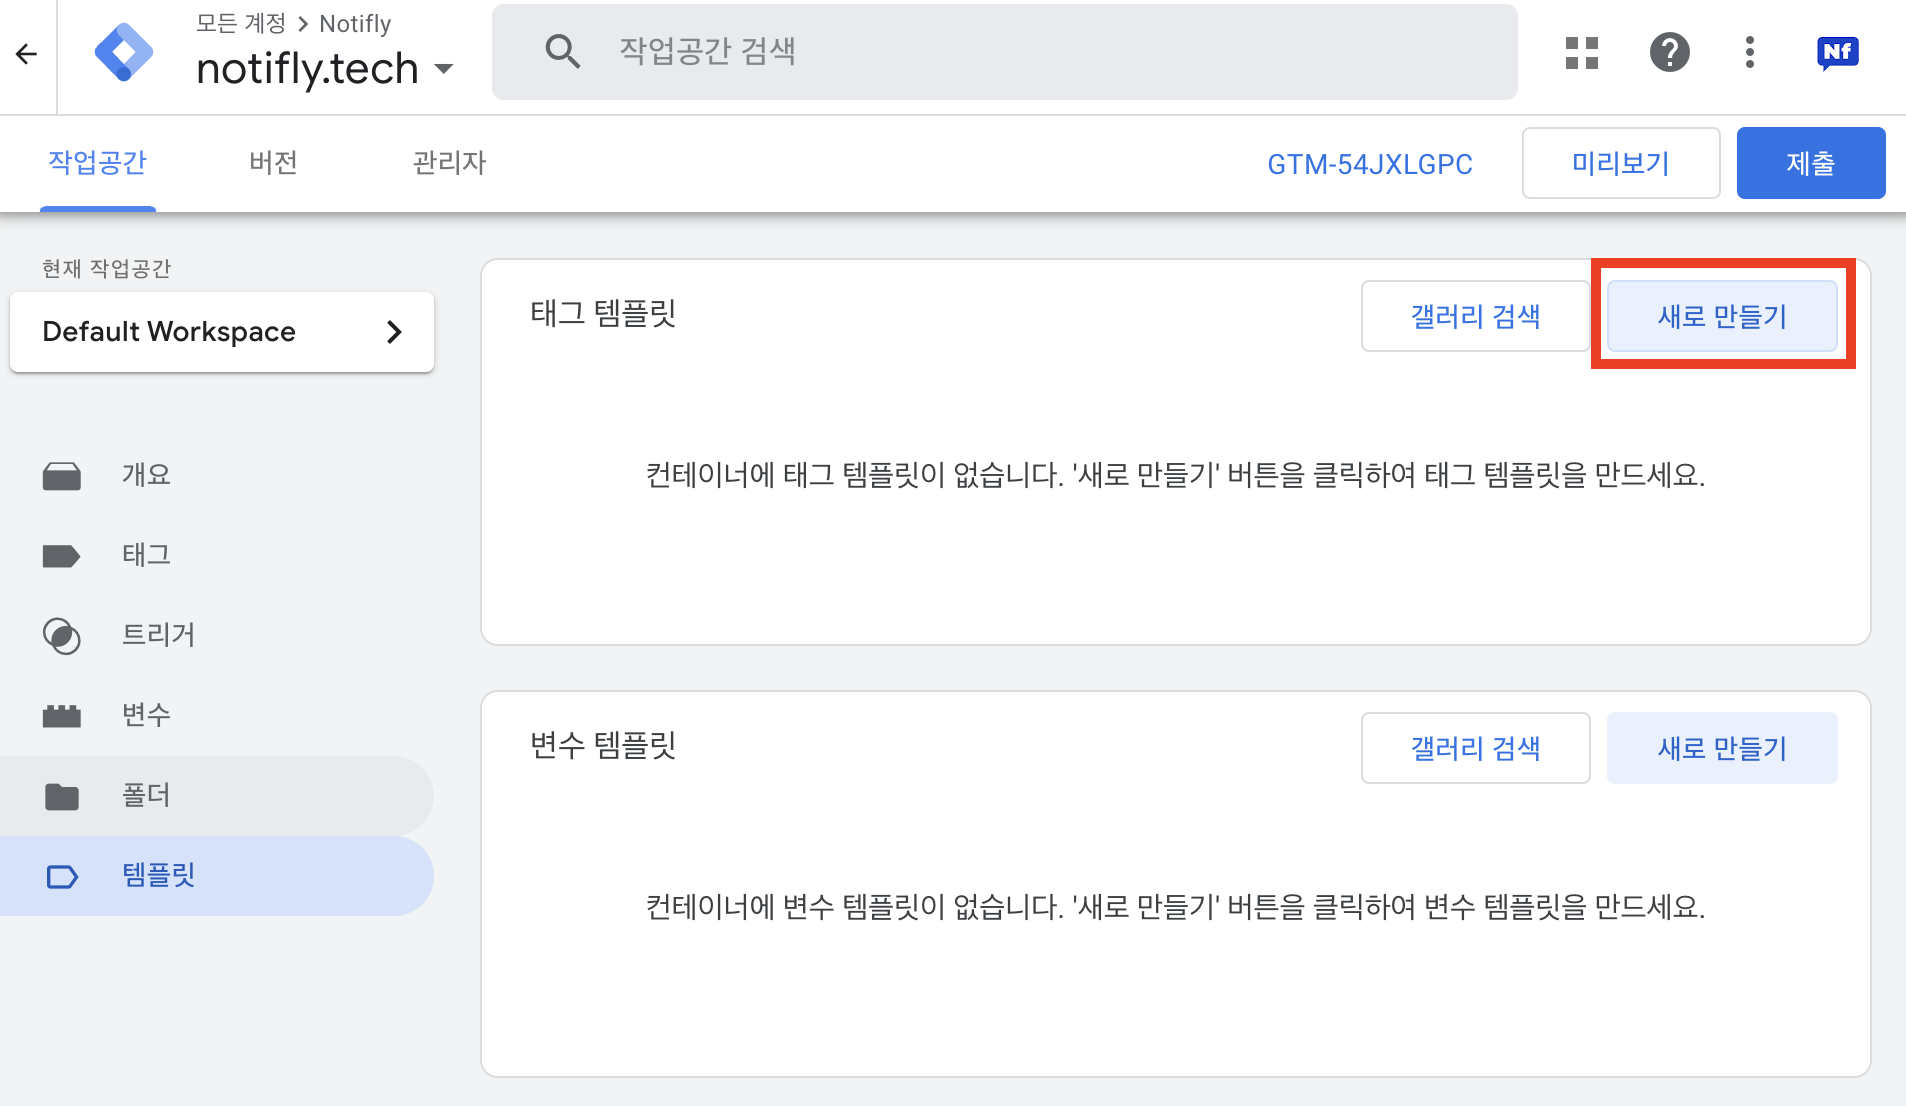 모든 계정 > Notifly
notifly.tech
작업공간 검색
Nf
작업공간
버전
관리자
GTM-54JXLGPC
미리보기
제출
현재 작업공간
Default Workspace
개요
태그
트리거
변수
폴더
템플릿
태그 템플릿
갤러리 검색
새로 만들기
컨테이너에 태그 템플릿이 없습니다. '새로 만들기' 버튼을 클릭하여 태그 템플릿을 만드세요.
변수 템플릿
갤러리 검색
새로 만들기
컨테이너에 변수 템플릿이 없습니다. '새로 만들기' 버튼을 클릭하여 변수 템플릿을 만드세요.